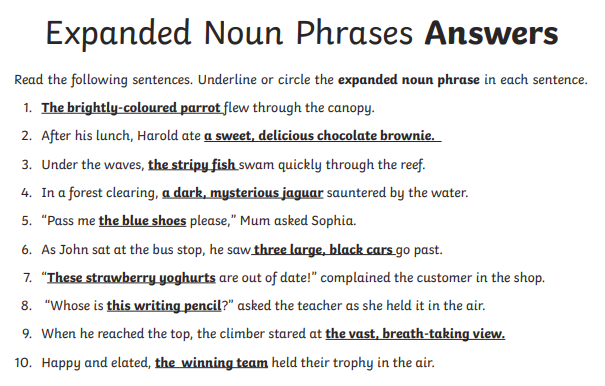 Expanded Noun Phrases Answers
Read the following sentences. Underline or circle the expanded noun phrase in each sentence.
1. The brightly-coloured parrot flew through the canopy.
2. After his lunch, Harold ate a sweet, delicious chocolate brownie.
3. Under the waves, the stripy fish swam quickly through the reef.
4. In a forest clearing, a dark, mysterious jaguar sauntered by the water.
5. “Pass me the blue shoes please,” Mum asked Sophia.
6. As John sat at the bus stop, he saw three large, black cars go past.
7. “These strawberry yoghurts are out of date!” complained the customer in the shop.
8. “Whose is this writing pencil?” asked the teacher as she held it in the air.
9. When he reached the top, the climber stared at the vast, breath-taking view.
10. Happy and elated, the winning team held their trophy in the air.